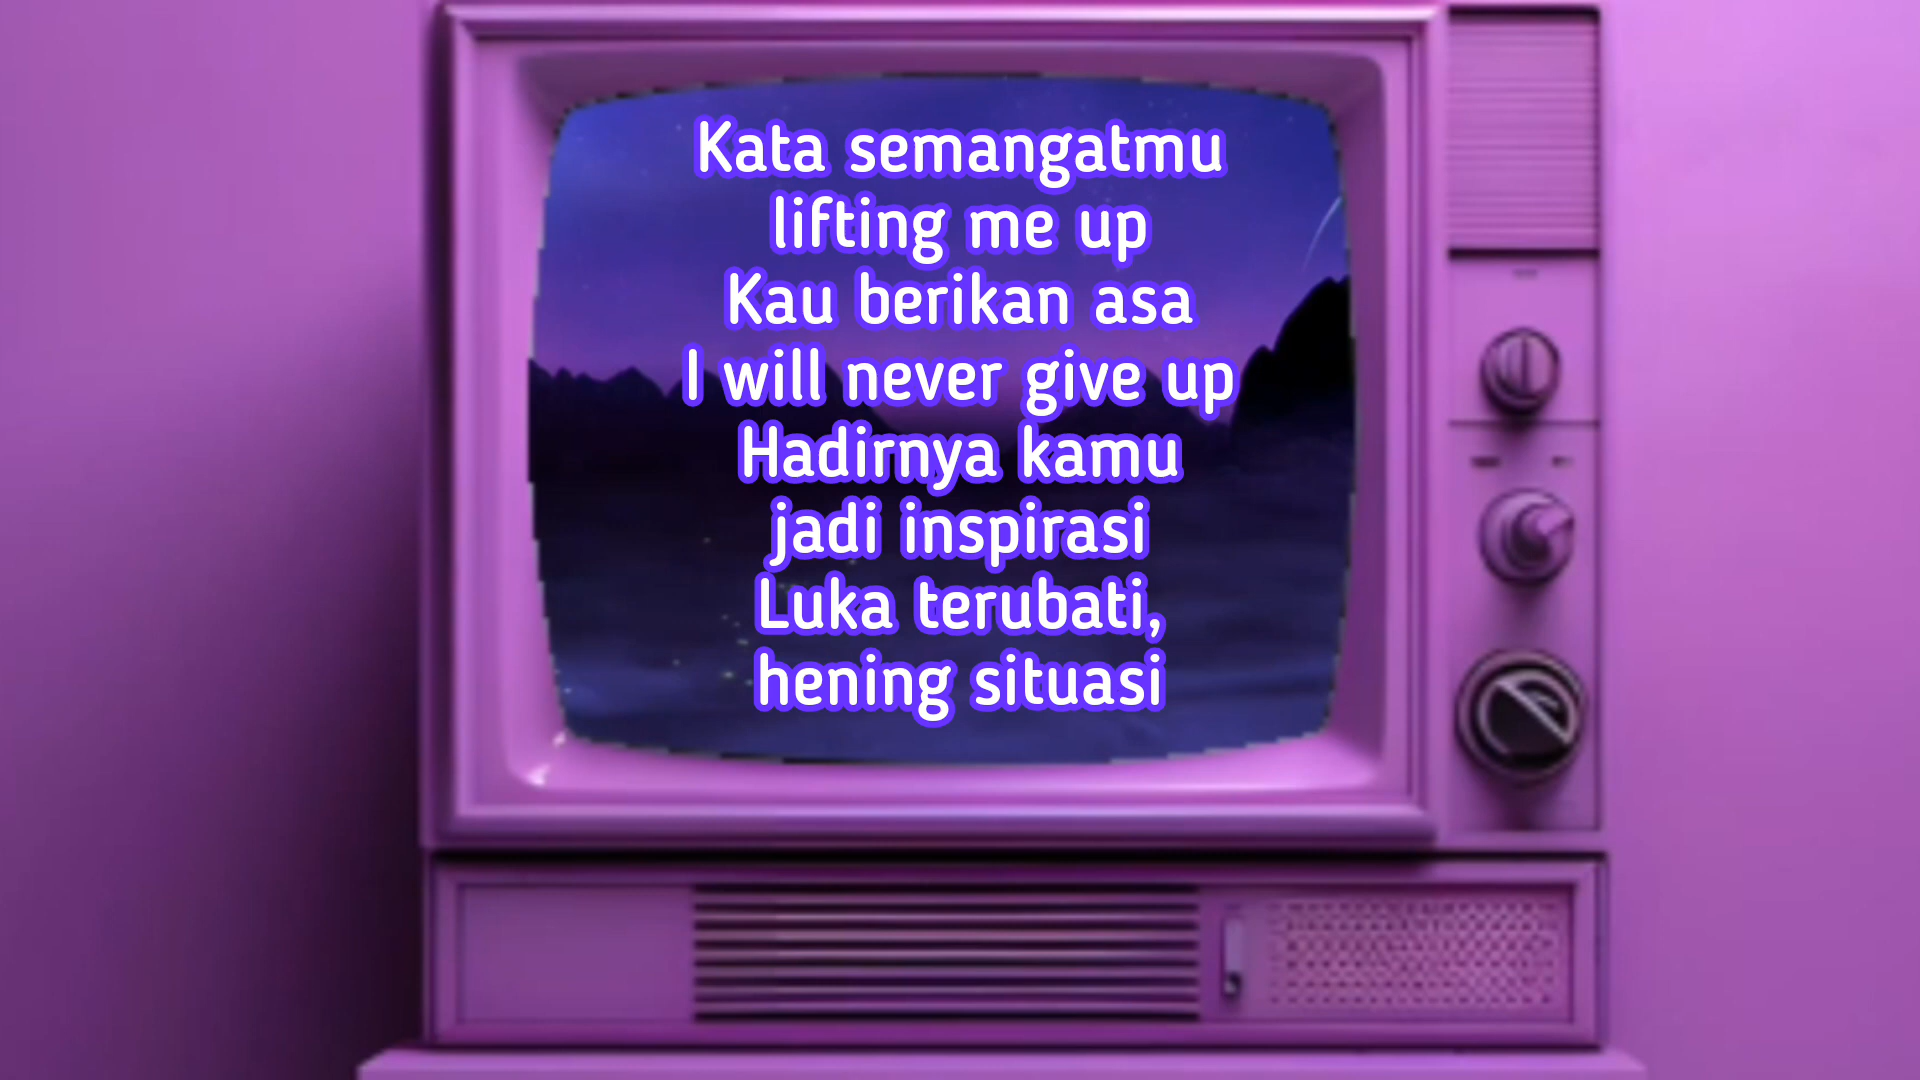 Kata semangatmu
lifting me up
Kau berikan asa
I will never give up
Hadirnya kamu
jadi inspirasi
Luka terubati,
hening situasi